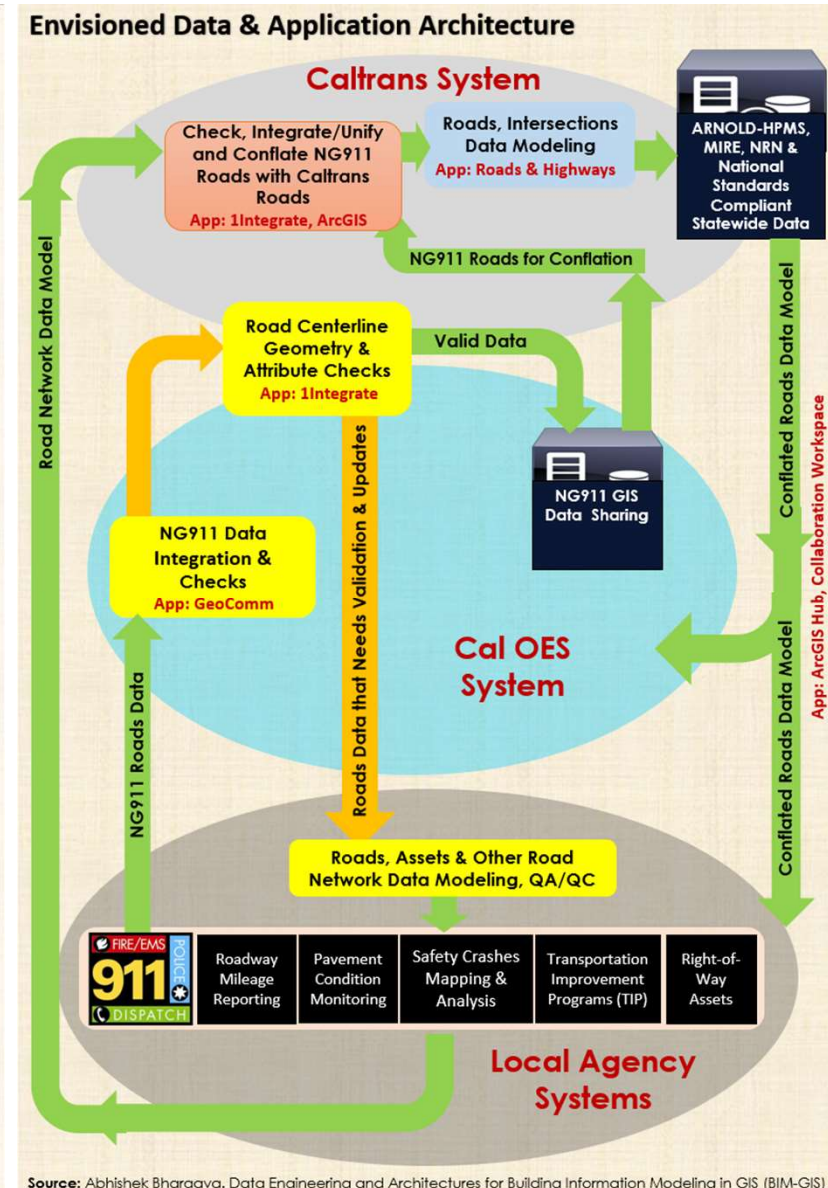 Envisioned Data & Application Architecture
Caltrans System
Check, Integrate/Unify
and Conflate NG911
Roads with Caltrans
Roads
App: 1Integrate, ArcGIS
Roads, Intersections
Data Modeling
App: Roads & Highways
ARNOLD-HPMS,
MIRE, NRN &
National
Standards
Compliant
Statewide Data
NG911 Roads for Conflation
Road Network Data Model
Road Centerline
Geometry &
Attribute Checks
App: 1Integrate
Valid Data
Conflated Roads Data Model
App: ArcGIS Hub, Collaboration Workspace
NG911 GIS
Data Sharing
NG911 Data
Integration &
Checks
App: GeoComm
Roads Data that Needs Validation & Updates
Cal OES
System
NG911 Roads Data
Conflated Roads Data Model
Roads, Assets & Other Road
Network Data Modeling, QA/QC
FIRE/EMS
POLICE
911
DISPATCH
Roadway
Mileage
Reporting
Pavement
Condition
Monitoring
Safety Crashes
Mapping &
Analysis
Transportation
Improvement
Programs (TIP)
Right-of-
Way
Assets
Local Agency
Systems
Source: Abhishek Bhargava, Data Engineering and Architectures for Building Information Modeling in GIS (BIM-GIS)